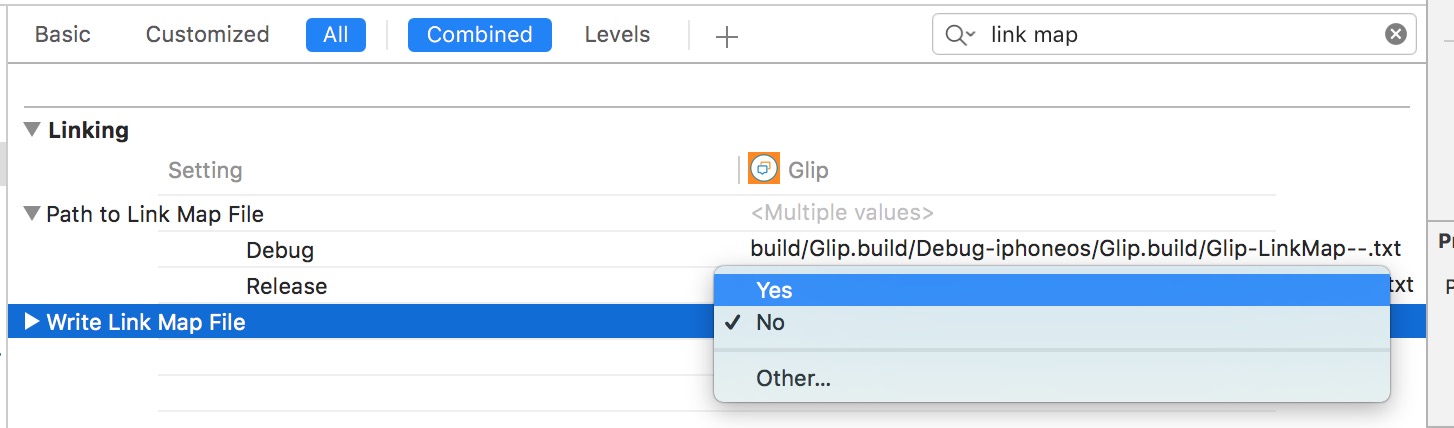 Basic Customized All Combined Levels link map
Linking
Setting Glip
Path to Link Map File <Multiple values>
Debug build/Glip.build/Debug-iphoneos/Glip.build/Glip-LinkMap--.txt
Release txt
Yes
Write Link Map File No
Other...